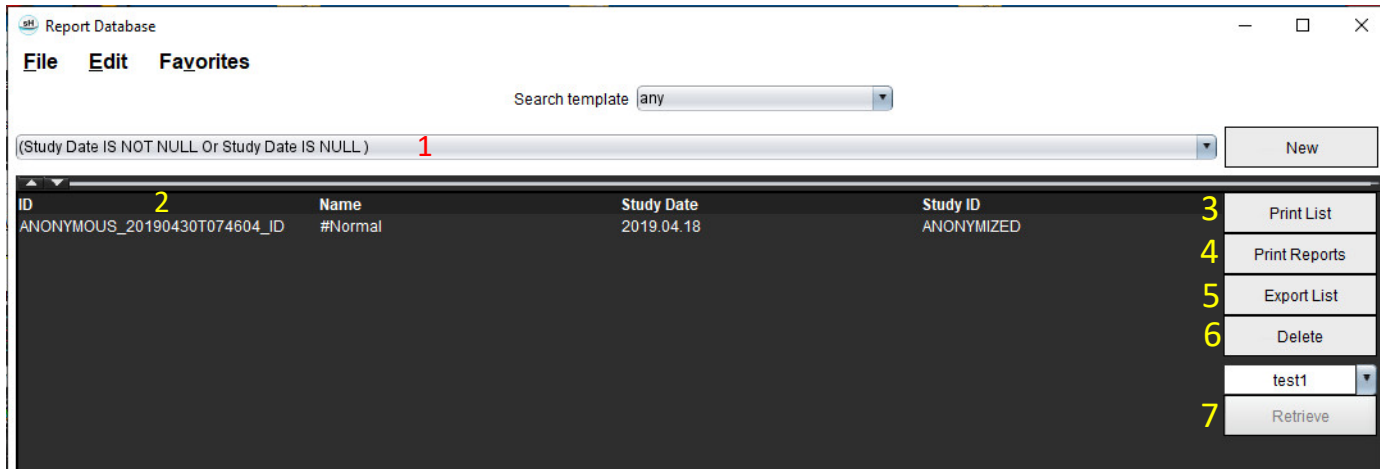 sH Report Database
File Edit Favorites
Search template any
(Study Date IS NOT NULL Or Study Date IS NULL ) 1
New
2
ID Name Study Date Study ID
ANONYMOUS_20190430T074604_ID #Normal 2019.04.18 ANONYMIZED
3 Print List
4 Print Reports
5 Export List
6 Delete
test1
7 Retrieve